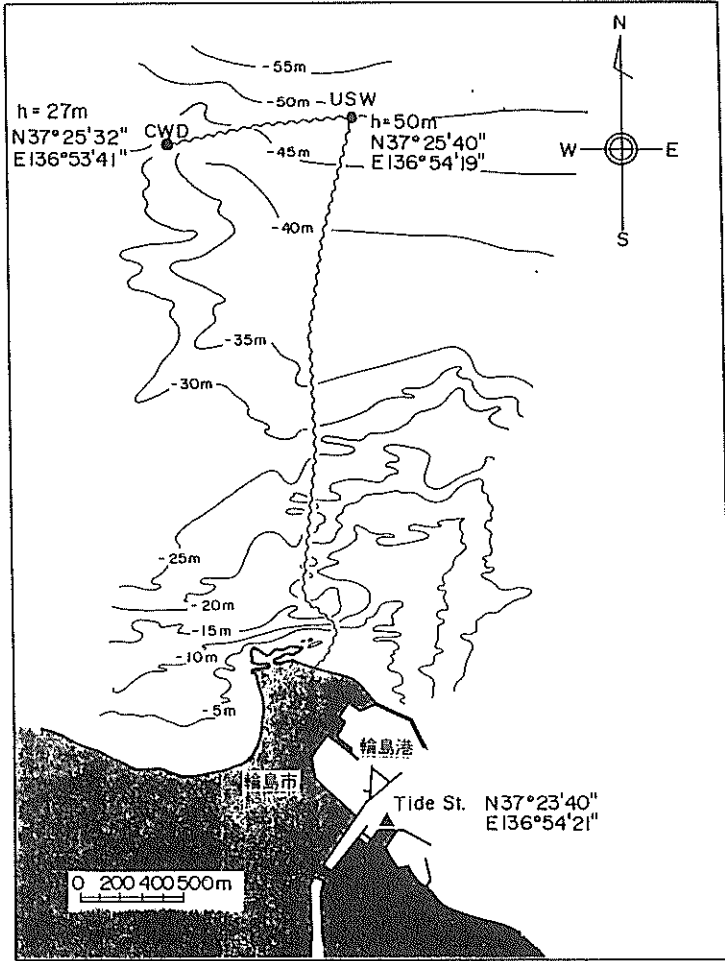 N
-55m
-50m
USW
h=27m
CWD
h=50m
N37°25'32"
N37°25'40"
E136°53'41"
-45m
E136°54'19"
W
E
S
-40m
-35m
-30m
-25m
-20m
-15m
-10m
-5m
輪島港
輪島市
Tide St. N37°23'40"
E136°54'21"
0 200 400 500m